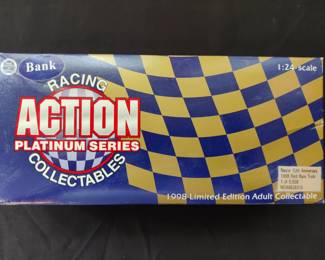 Bank
1:24-scale
RACING
ACTION
PLATINUM SERIES
COLLECTABLES
1998 Limited Edition Adult Collectable